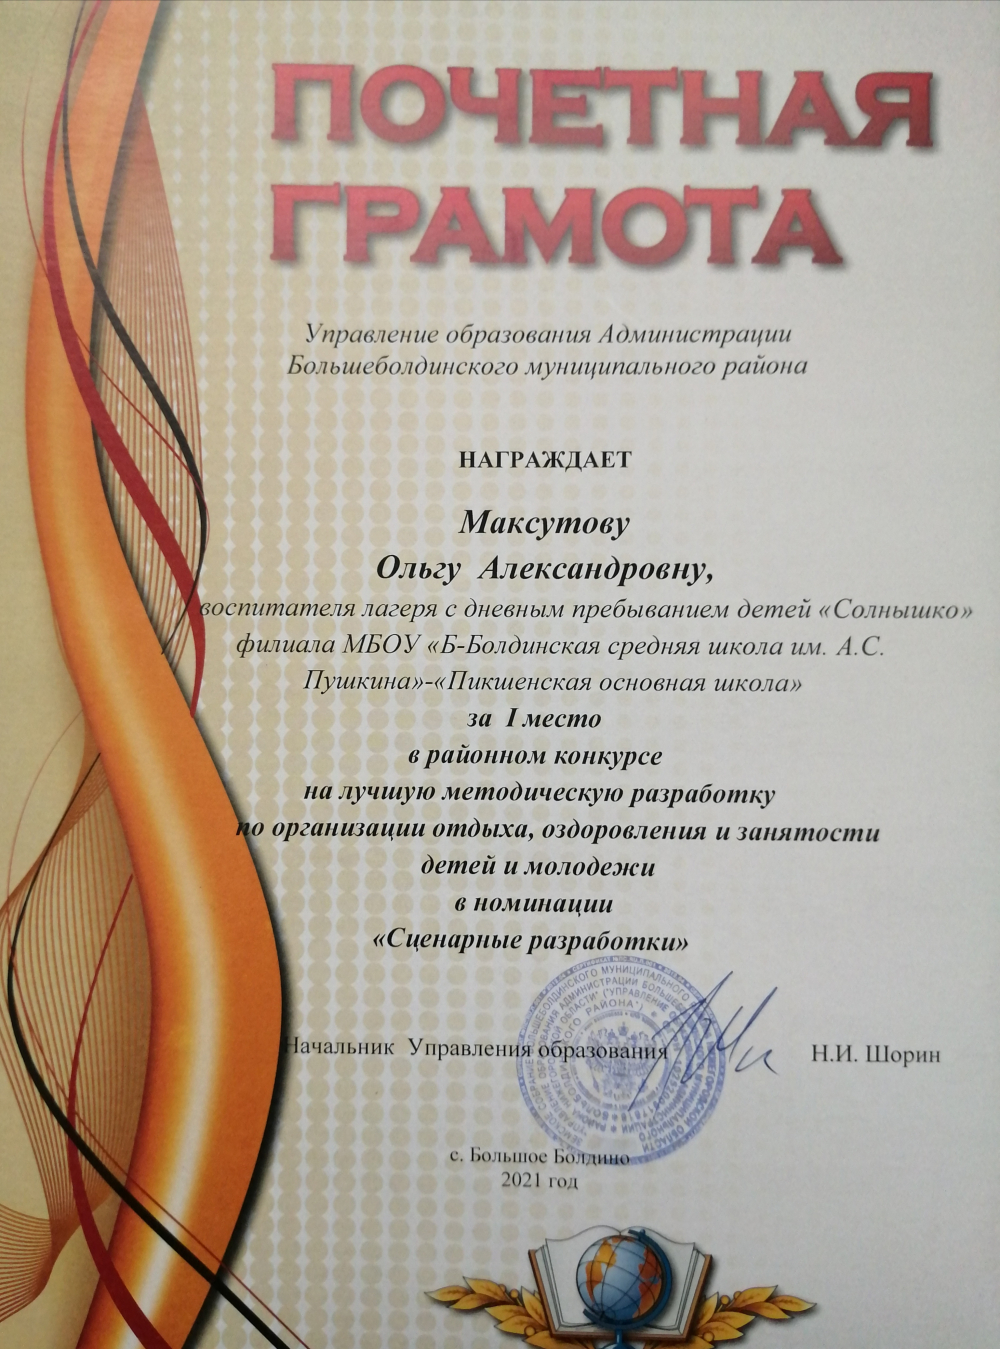 ПОЧЕТНАЯ
ГРАМОТА
Управление образования Администрации
Большеболдинского муниципального района
НАГРАЖДАЕТ
Максутову
Ольгу Александровну,
воспитателя лагеря с дневным пребыванием детей «Солнышко»
филиала МБОУ «Б-Болдинская средняя школа им. А.С.
Пушкина»-«Пикшенская основная школа»
за I место
в районном конкурсе
на лучшую методическую разработку
по организации отдыха, оздоровления и занятости
детей и молодежи
в номинации
«Сценарные разработки»
Начальник Управления образования Н.И. Шорин
с. Большое Болдино
2021 год